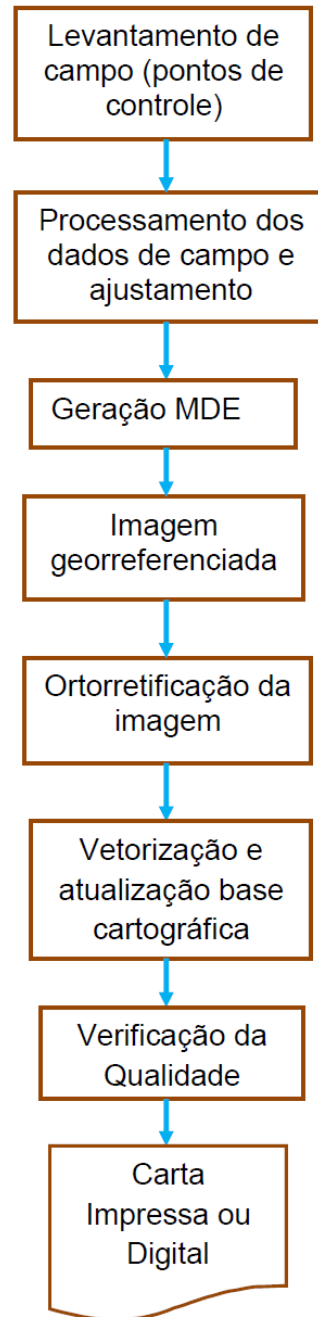 Levantamento de
campo (pontos de
controle)
Processamento dos
dados de campo e
ajustamento
Geração MDE
Imagem
georreferenciada
Ortorretificação da
imagem
Vetorização e
atualização base
cartográfica
Verificação da
Qualidade
Carta
Impressa ou
Digital